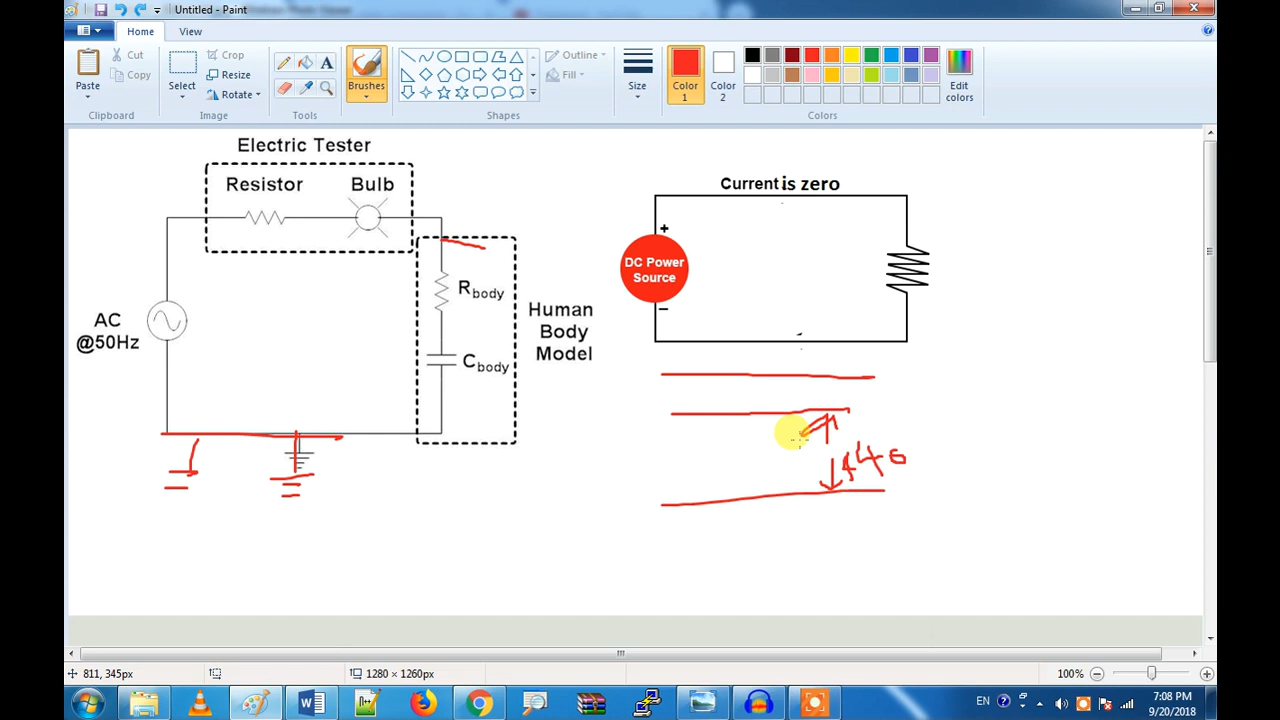 Untitled - Paint
Home
View
Paste
Cut
Copy
Clipboard
Select
Crop
Resize
Rotate
Image
Tools
Brushes
Outline
Fill
Shapes
Size
Color 1
Color 2
Edit colors
Colors
Electric Tester
Resistor
Bulb
AC
@50Hz
Rbody
Cbody
Human
Body
Model
Current is zero
+
DC Power
Source
−
811, 345px
1280 × 1260px
100%
EN
7:08 PM
9/20/2018